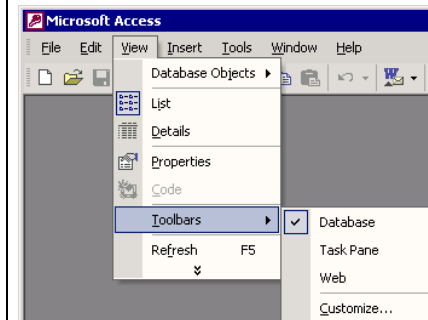 Microsoft Access
File Edit View Insert Tools Window Help
Database Objects
List
Details
Properties
Code
Toolbars
Database
Refresh F5
Task Pane
Web
Customize...